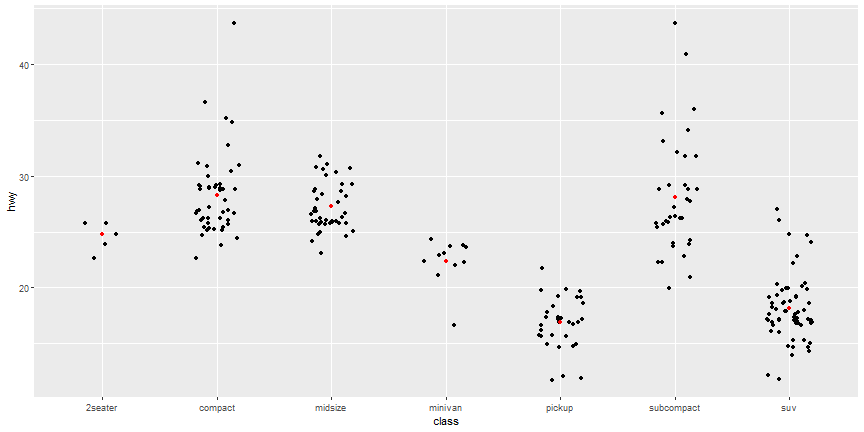 hwy
40
30
20
2seater compact midsize minivan pickup subcompact suv
class